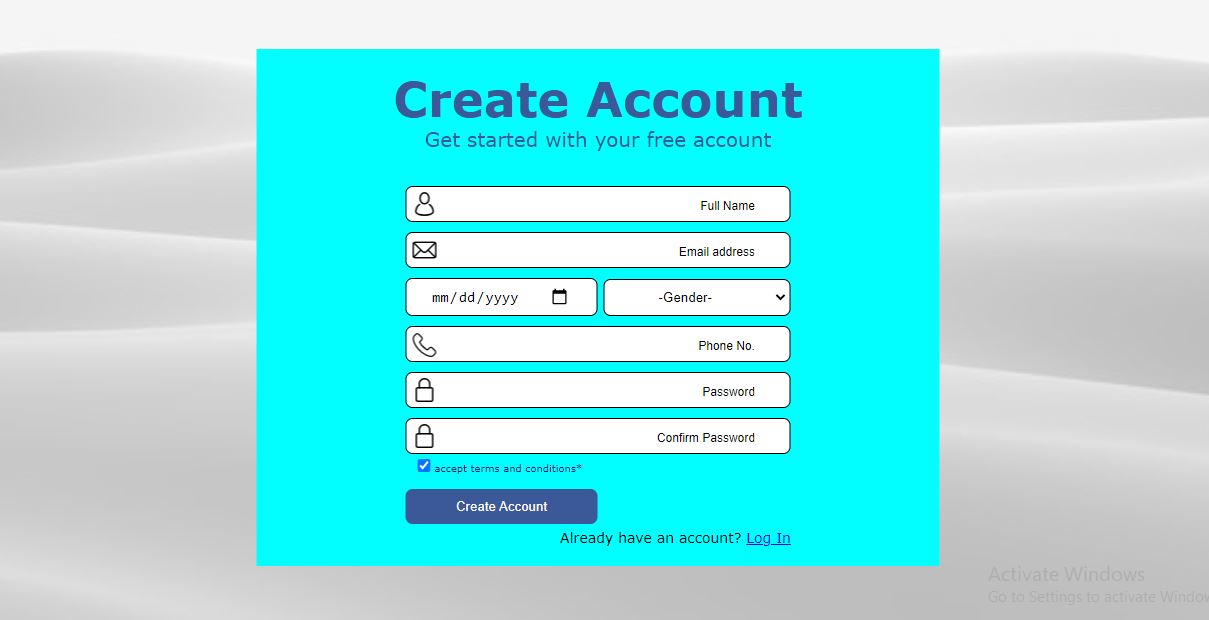 Create Account
Get started with your free account
Full Name
Email address
mm/dd/yyyy
-Gender-
Phone No.
Password
Confirm Password
accept terms and conditions*
Create Account
Already have an account? Log In
Activate Windows
Go to Settings to activate Window